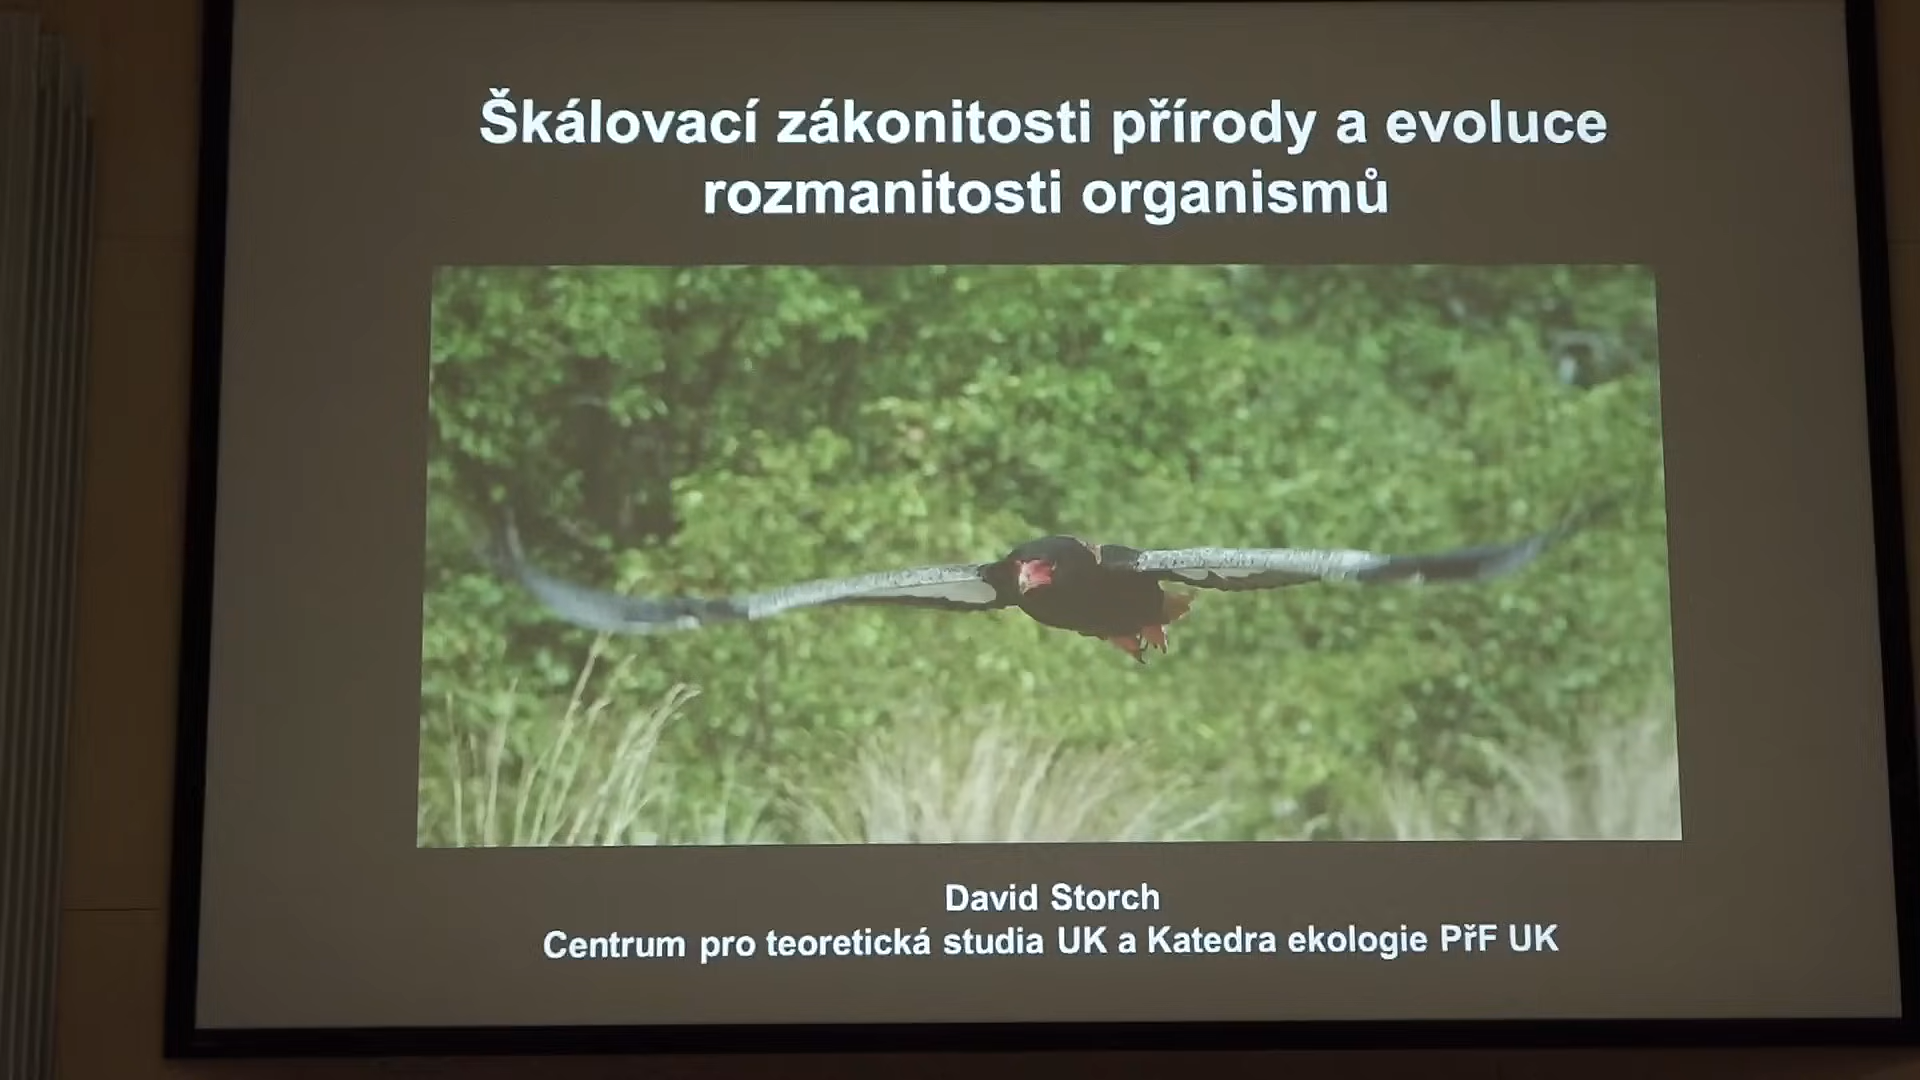 Škálovací zákonitosti přírody a evoluce
rozmanitosti organismů
David Storch
Centrum pro teoretická studia UK a Katedra ekologie PřF UK